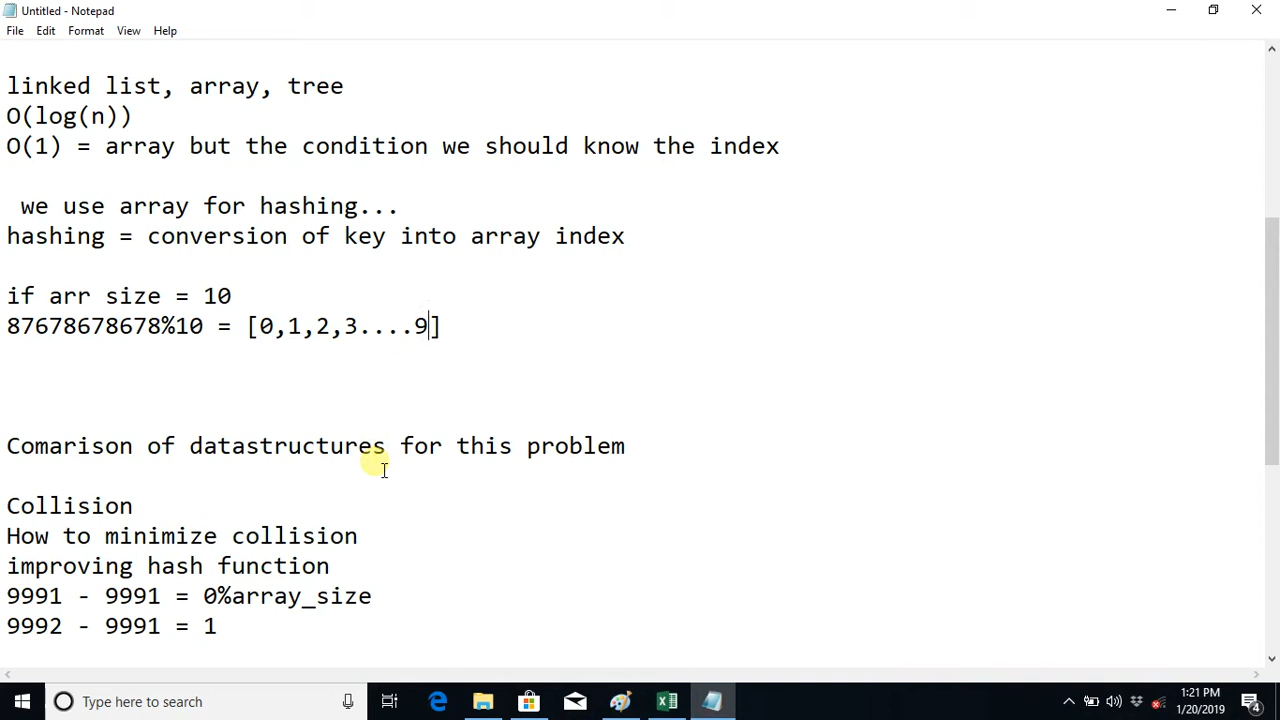 Untitled - Notepad
File Edit Format View Help
linked list, array, tree
O(log(n))
O(1) = array but the condition we should know the index
we use array for hashing...
hashing = conversion of key into array index
if arr size = 10
87678678678%10 = [0,1,2,3....9]
Comarison of datastructures for this problem
Collision
How to minimize collision
improving hash function
9991 - 9991 = 0%array_size
9992 - 9991 = 1
Type here to search
1:21 PM
1/20/2019
4